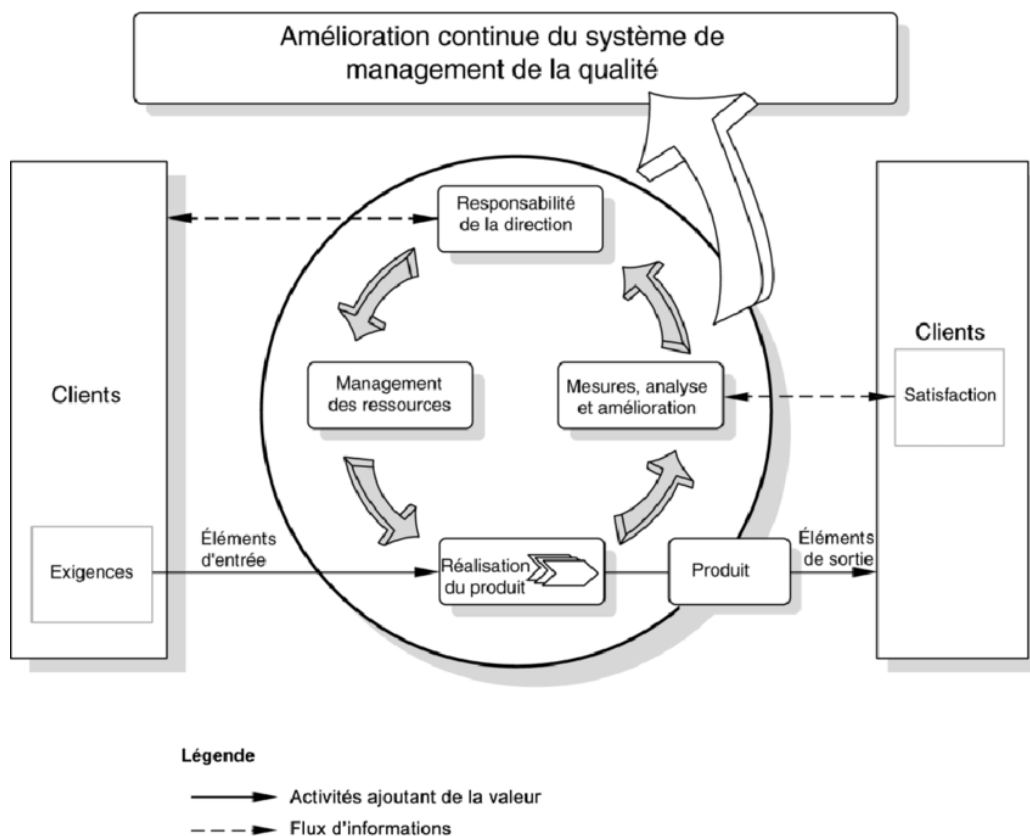 Amélioration continue du système de
management de la qualité
Responsabilité
de la direction
Clients
Management
des ressources
Mesures, analyse
et amélioration
Clients
Satisfaction
Exigences
Éléments
d'entrée
Réalisation
du produit
Produit
Éléments
de sortie
Légende
Activités ajoutant de la valeur
Flux d'informations